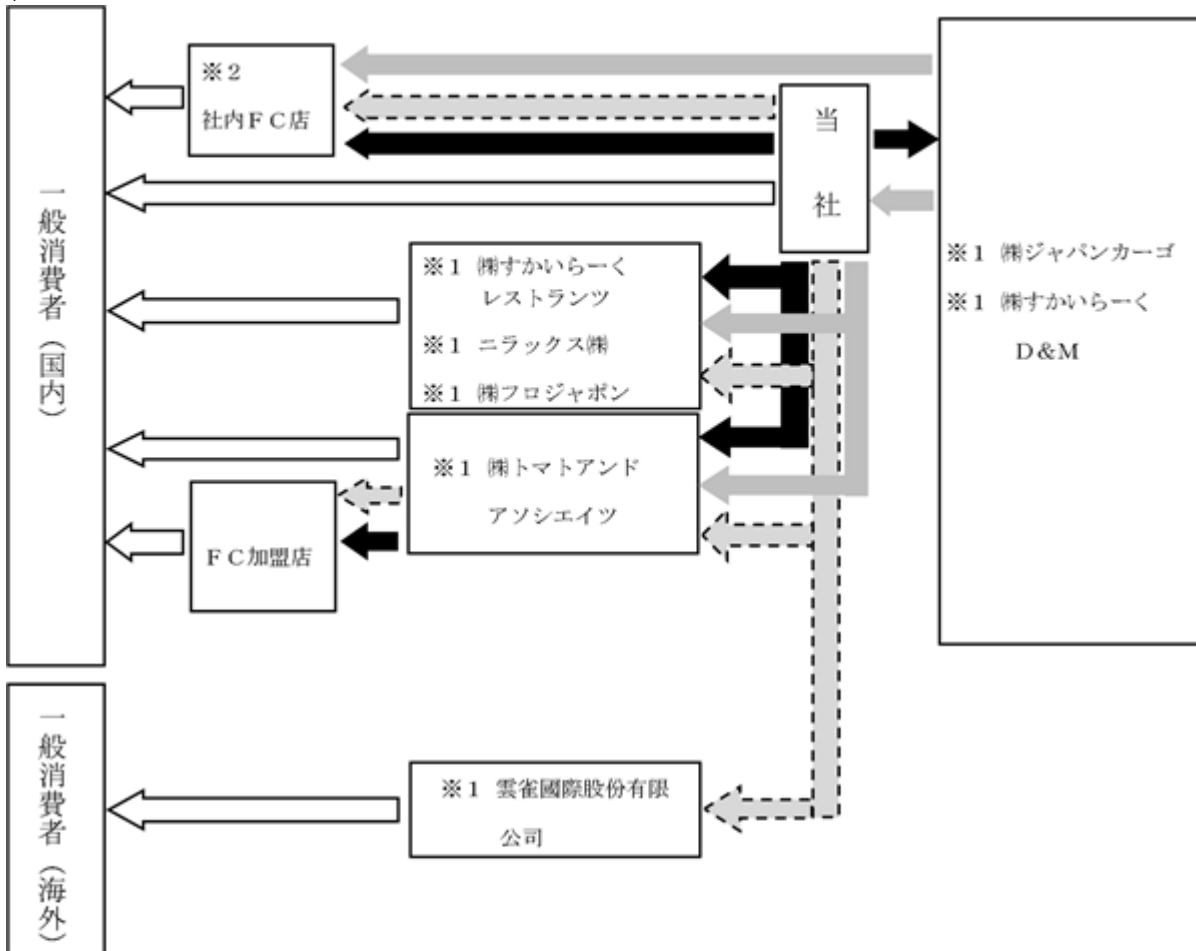 一般消費者（国内）
※２
社内ＦＣ店
当社
※１ ㈱すかいらーく
レストランツ
※１ ニラックス㈱
※１ ㈱フロジャポン
※１ ㈱トマトアンド
アソシエイツ
ＦＣ加盟店
※１ ㈱ジャパンカーゴ
※１ ㈱すかいらーく
Ｄ＆Ｍ
一般消費者（海外）
※１ 雲雀國際股份有限
公司